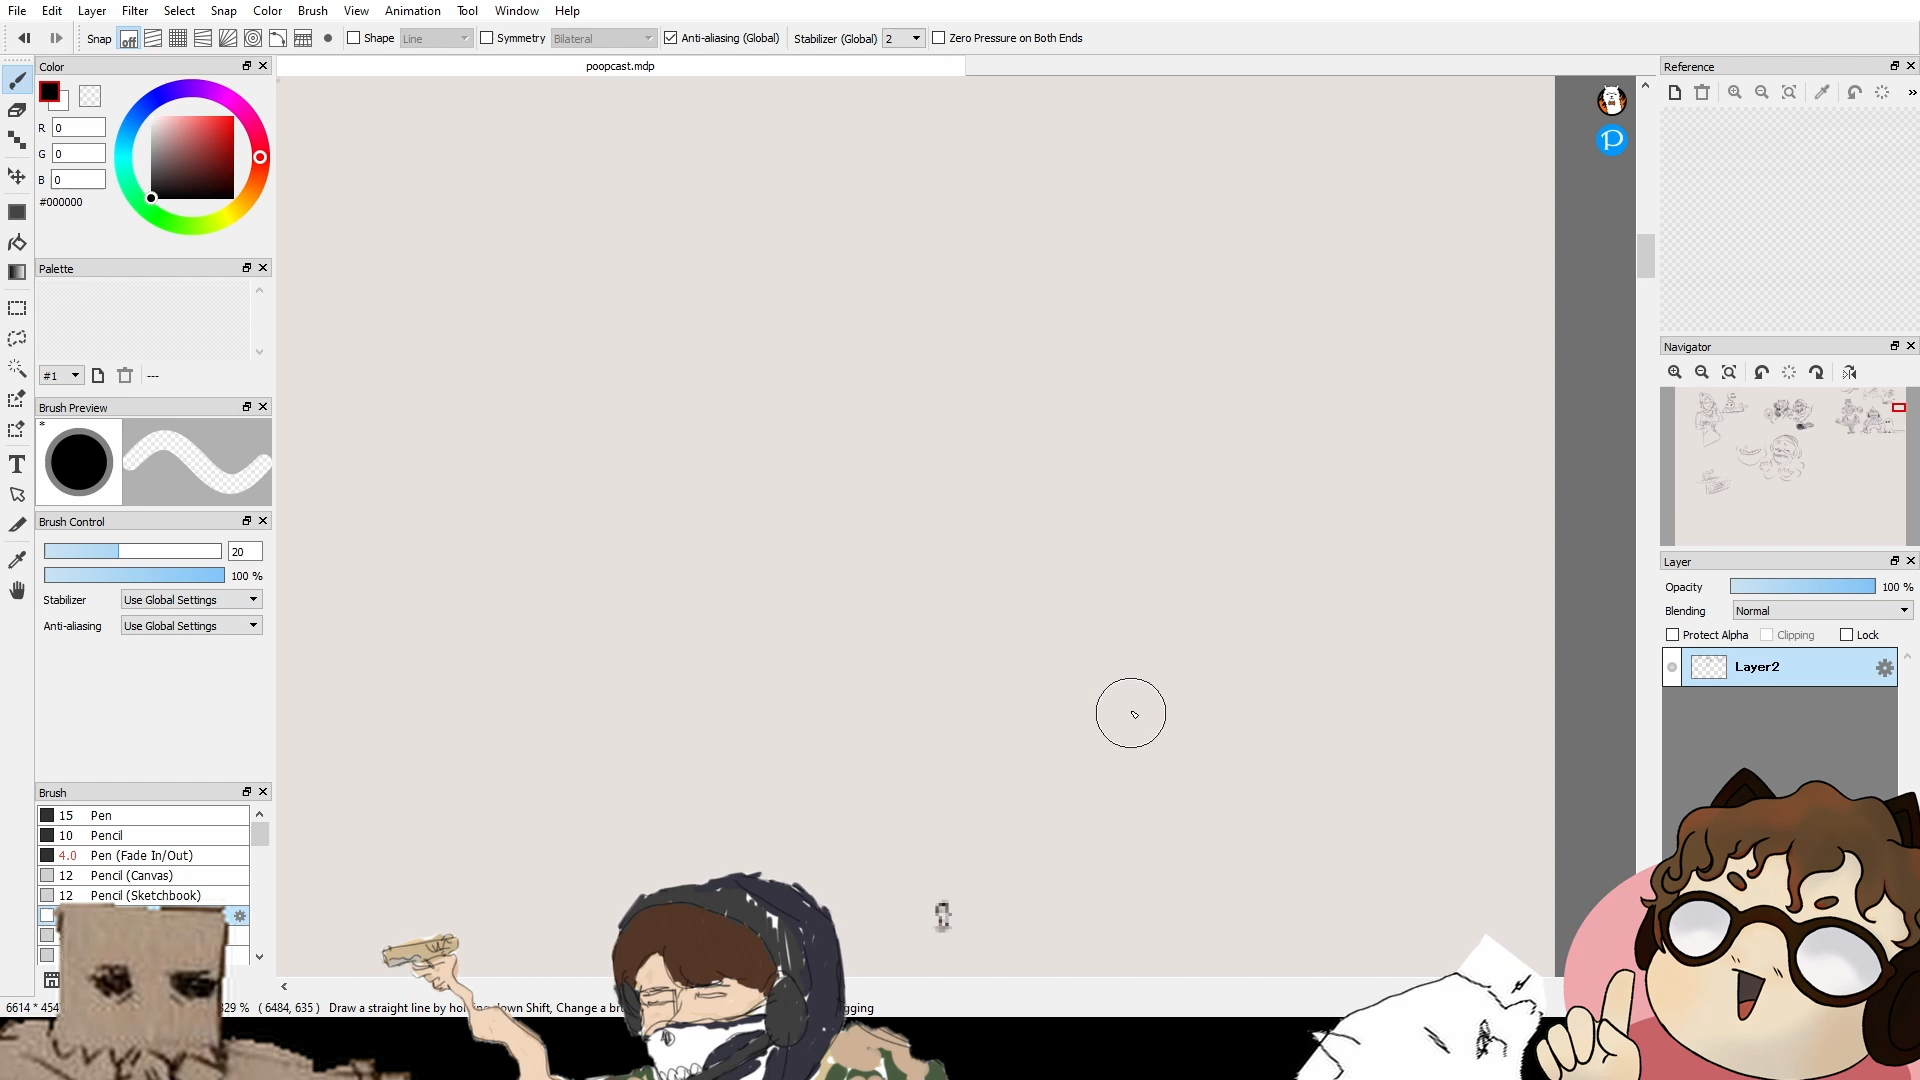 File Edit Layer Filter Select Snap Color Brush View Animation Tool Window Help
Snap off Shape Line Symmetry Bilateral Anti-aliasing (Global) Stabilizer (Global) 2 Zero Pressure on Both Ends
Color
poopcast.mdp
Reference
R 0
G 0
B 0
#000000
Palette
#1 ---
Navigator
Brush Preview
*
Brush Control
20
100 %
Stabilizer Use Global Settings
Anti-aliasing Use Global Settings
Layer
Opacity 100 %
Blending Normal
Protect Alpha Clipping Lock
Layer2
Brush
15 Pen
10 Pencil
4.0 Pen (Fade In/Out)
12 Pencil (Canvas)
12 Pencil (Sketchbook)
6614 * 454 29 % ( 6484, 635 ) Draw a straight line by down Shift, Change a